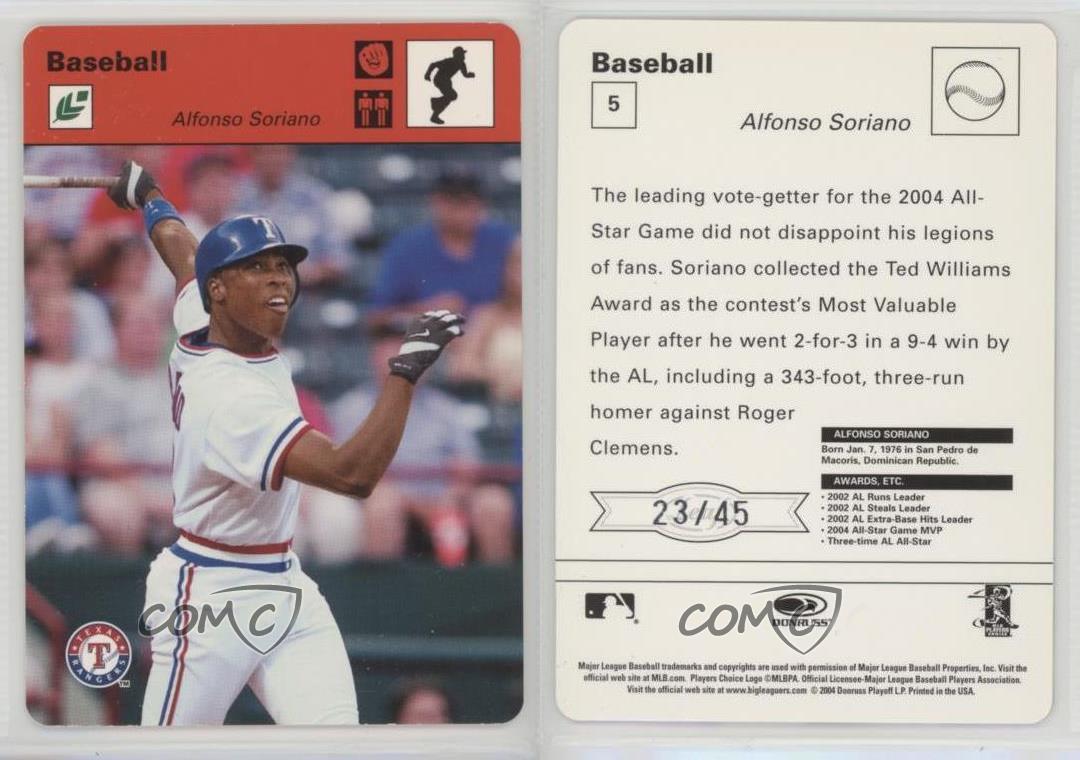 Baseball
Alfonso Soriano
T
TEXAS
T
RANGERS
TM
COMC
Baseball
5
Alfonso Soriano
The leading vote-getter for the 2004 All-
Star Game did not disappoint his legions
of fans. Soriano collected the Ted Williams
Award as the contest's Most Valuable
Player after he went 2-for-3 in a 9-4 win by
the AL, including a 343-foot, three-run
homer against Roger
Clemens.
ALFONSO SORIANO
Born Jan. 7, 1976 in San Pedro de
Macoris, Dominican Republic.
AWARDS, ETC.
• 2002 AL Runs Leader
• 2002 AL Steals Leader
• 2002 AL Extra-Base Hits Leader
• 2004 All-Star Game MVP
• Three-time AL All-Star
23/45
COMC
DONRUSS
PLAYERS
CHOICE
Major League Baseball trademarks and copyrights are used with permission of Major League Baseball Properties, Inc. Visit the
official web site at MLB.com. Players Choice Logo ©MLBPA. Official Licensee-Major League Baseball Players Association.
Visit the official web site at www.bigleaguers.com © 2004 Donruss Playoff L.P. Printed in the USA.